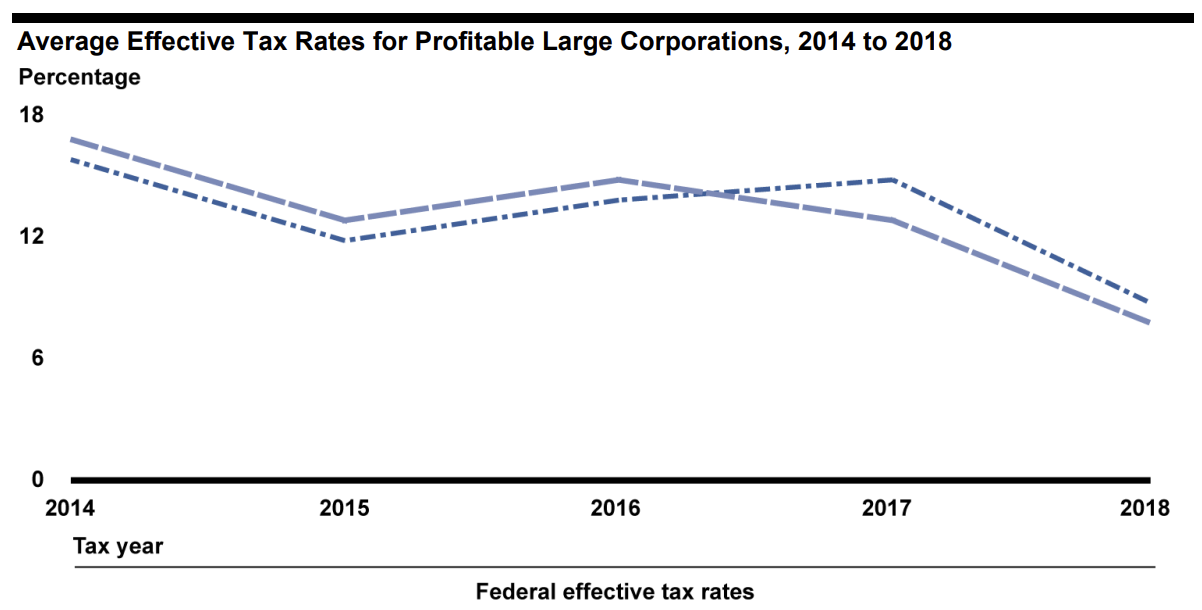 Average Effective Tax Rates for Profitable Large Corporations, 2014 to 2018
Percentage
18
12
6
0
2014 2015 2016 2017 2018
Tax year
Federal effective tax rates